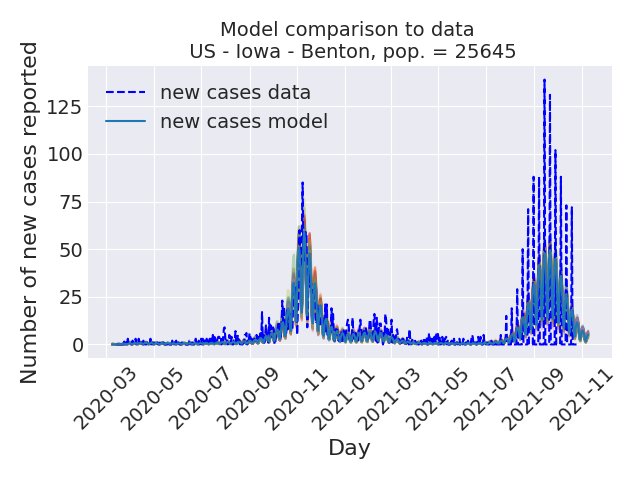 Model comparison to data
US - Iowa - Benton, pop. = 25645
Number of new cases reported
new cases data
new cases model
125
100
75
50
25
0
2020-03
2020-05
2020-07
2020-09
2020-11
2021-01
2021-03
2021-05
2021-07
2021-09
2021-11
Day